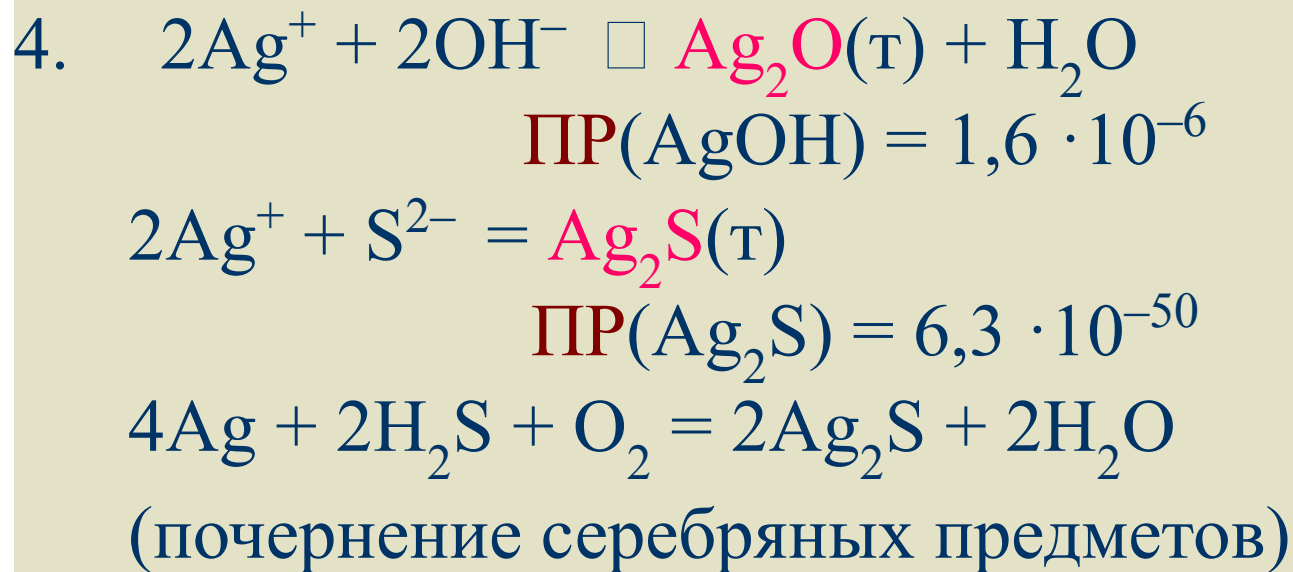 4. 2Ag⁺ + 2OH⁻ □ Ag₂O(т) + H₂O
ПР(AgOH) = 1,6 ·10⁻⁶
2Ag⁺ + S²⁻ = Ag₂S(т)
ПР(Ag₂S) = 6,3 ·10⁻⁵⁰
4Ag + 2H₂S + O₂ = 2Ag₂S + 2H₂O
(почернение серебряных предметов)